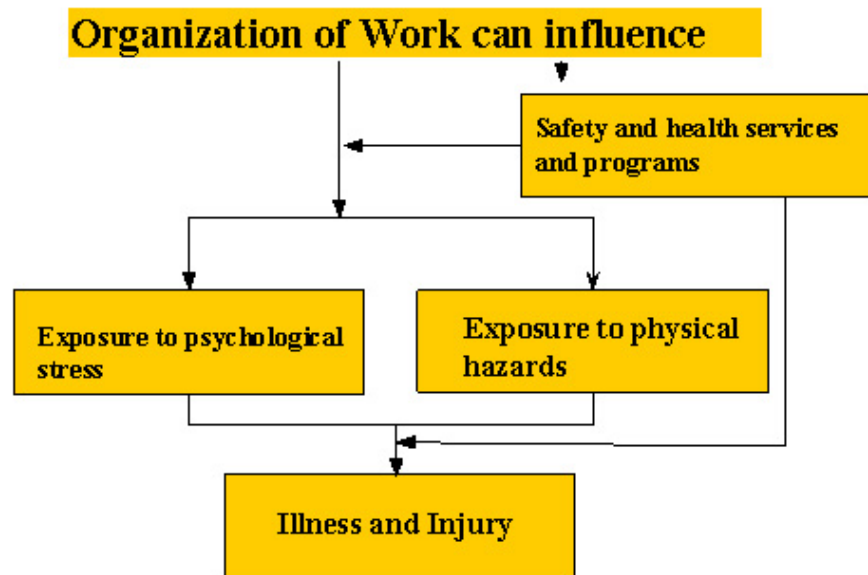 Organization of Work can influence
Safety and health services
and programs
Exposure to psychological
stress
Exposure to physical
hazards
Illness and Injury